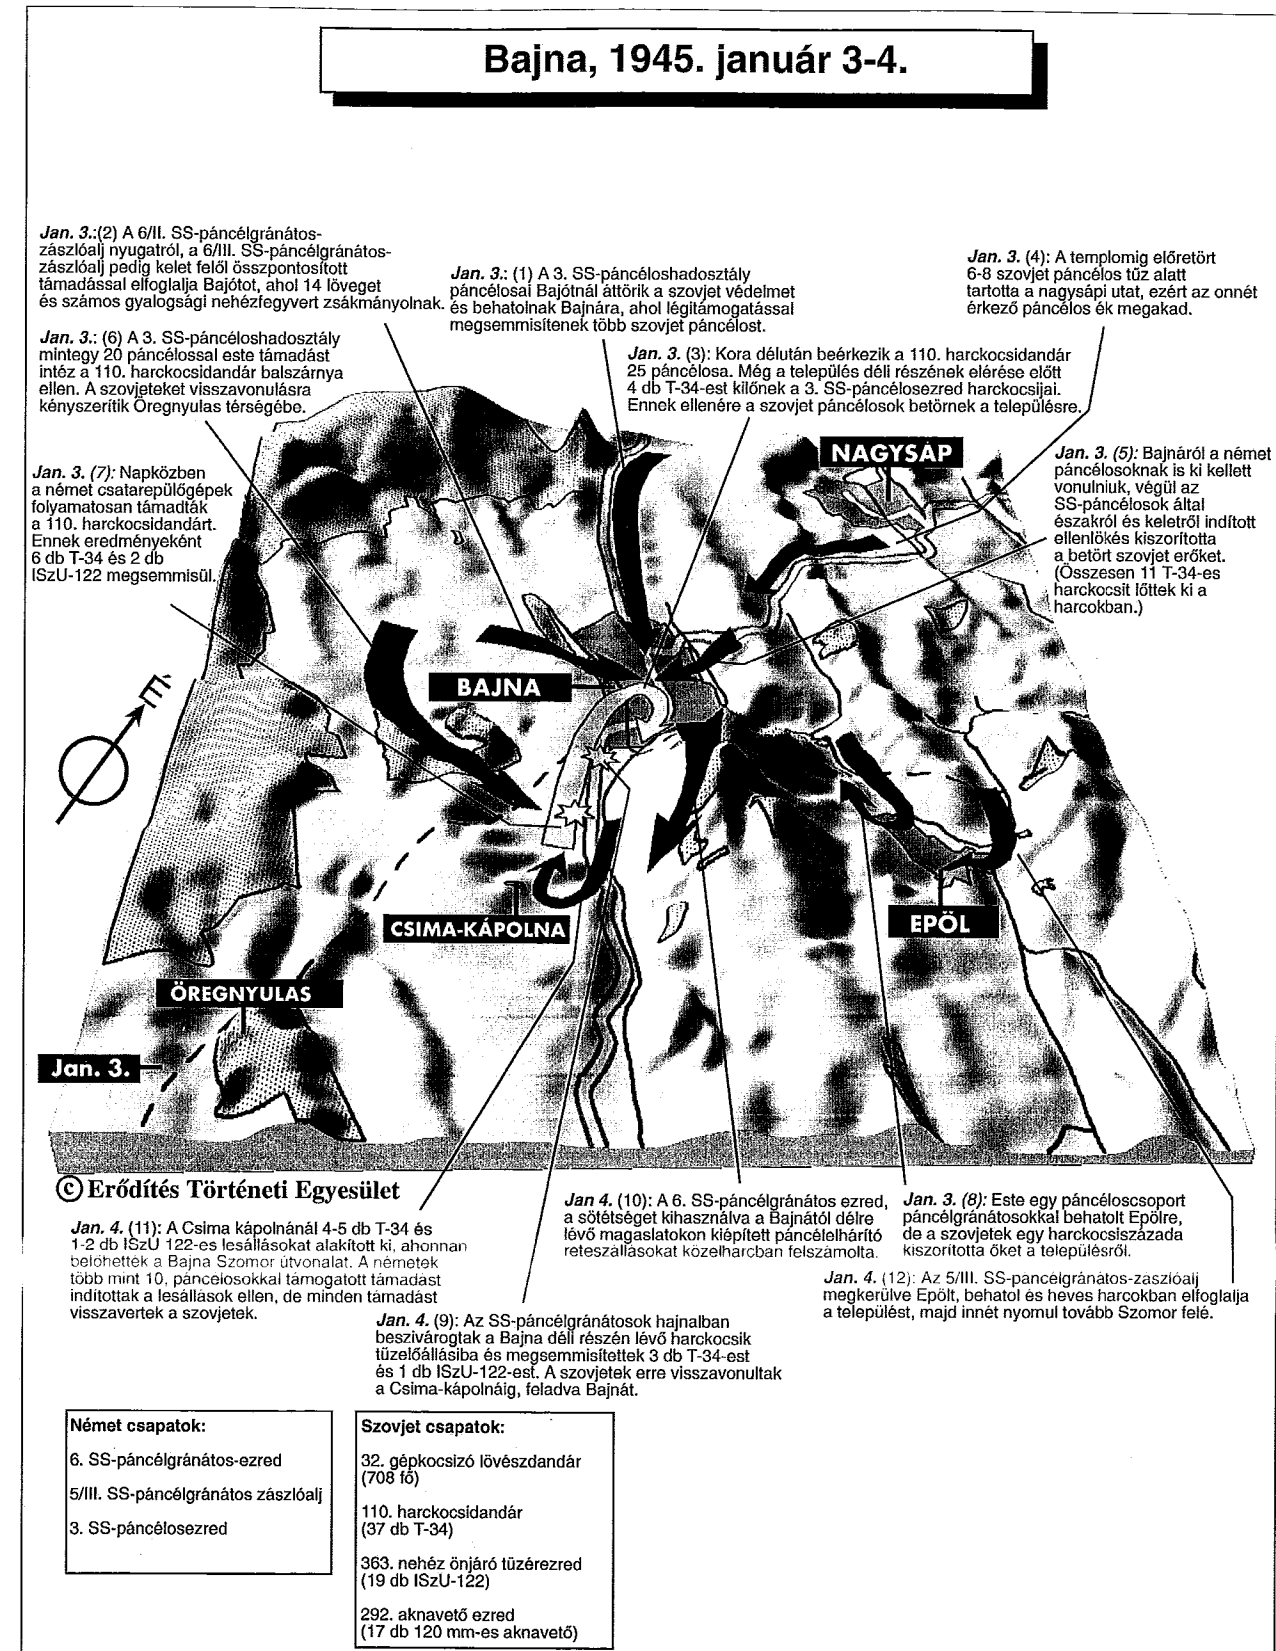 Bajna, 1945. január 3-4.
Jan. 3.:(2) A 6/II. SS-páncélgránátos-
zászlóalj nyugatról, a 6/III. SS-páncélgránátos-
zászlóalj pedig kelet felől összpontosított
támadással elfoglalja Bajótot, ahol 14 löveget
és számos gyalogsági nehézfegyvert zsákmányolnak.
Jan. 3.: (1) A 3. SS-páncéloshadosztály
páncélosai Bajótnál áttörik a szovjet védelmet
és behatolnak Bajnára, ahol légitámogatással
megsemmisítenek több szovjet páncélost.
Jan. 3. (4): A templomig előretört
6-8 szovjet páncélos tűz alatt
tartotta a nagysápi utat, ezért az onnét
érkező páncélos ék megakad.
Jan. 3.: (6) A 3. SS-páncéloshadosztály
mintegy 20 páncélossal este támadást
intéz a 110. harckocsidandár balszárnya
ellen. A szovjeteket visszavonulásra
kényszerítik Öregnyulas térségébe.
Jan. 3. (3): Kora délután beérkezik a 110. harckocsidandár
25 páncélosa. Még a település déli részének elérése előtt
4 db T-34-est kilőnek a 3. SS-páncélosezred harckocsijai.
Ennek ellenére a szovjet páncélosok betörnek a településre.
Jan. 3. (7): Napközben
a német csatarepülőgépek
folyamatosan támadták
a 110. harckocsidandárt.
Ennek eredményeként
6 db T-34 és 2 db
ISzU-122 megsemmisül.
Jan. 3. (5): Bajnáról a német
páncélosoknak is ki kellett
vonulniuk, végül az
SS-páncélosok által
északról és keletről indított
ellenlökés kiszorította
a betört szovjet erőket.
(Összesen 11 T-34-es
harckocsit lőttek ki a
harcokban.)
NAGYSÁP
É
BAJNA
CSIMA-KÁPOLNA
EPÖL
ÖREGNYULAS
Jan. 3.
© Erődítés Történeti Egyesület
Jan. 4. (11): A Csima kápolnánál 4-5 db T-34 és
1-2 db ISzU 122-es lesállásokat alakított ki, ahonnan
belőhették a Bajna Szomor útvonalat. A németek
több mint 10, páncélosokkal támogatott támadást
indítottak a lesállások ellen, de minden támadást
visszavertek a szovjetek.
Jan 4. (10): A 6. SS-páncélgránátos ezred,
a sötétséget kihasználva a Bajnától délre
lévő magaslatokon kiépített páncélelhárító
reteszállásokat közelharcban felszámolta.
Jan. 3. (8): Este egy páncéloscsoport
páncélgránátosokkal behatolt Epölre,
de a szovjetek egy harckocsiszázada
kiszorította őket a településről.
Jan. 4. (12): Az 5/III. SS-páncélgránátos-zászlóalj
megkerülve Epölt, behatol és heves harcokban elfoglalja
a települést, majd innét nyomul tovább Szomor felé.
Jan. 4. (9): Az SS-páncélgránátosok hajnalban
beszivárogtak a Bajna déli részén lévő harckocsik
tüzelőállásiba és megsemmisítettek 3 db T-34-est
és 1 db ISzU-122-est. A szovjetek erre visszavonultak
a Csima-kápolnáig, feladva Bajnát.
Német csapatok:
6. SS-páncélgránátos-ezred
5/III. SS-páncélgránátos zászlóalj
3. SS-páncélosezred
Szovjet csapatok:
32. gépkocsizó lövészdandár
(708 fő)
110. harckocsidandár
(37 db T-34)
363. nehéz önjáró tüzérezred
(19 db ISzU-122)
292. aknavető ezred
(17 db 120 mm-es aknavető)